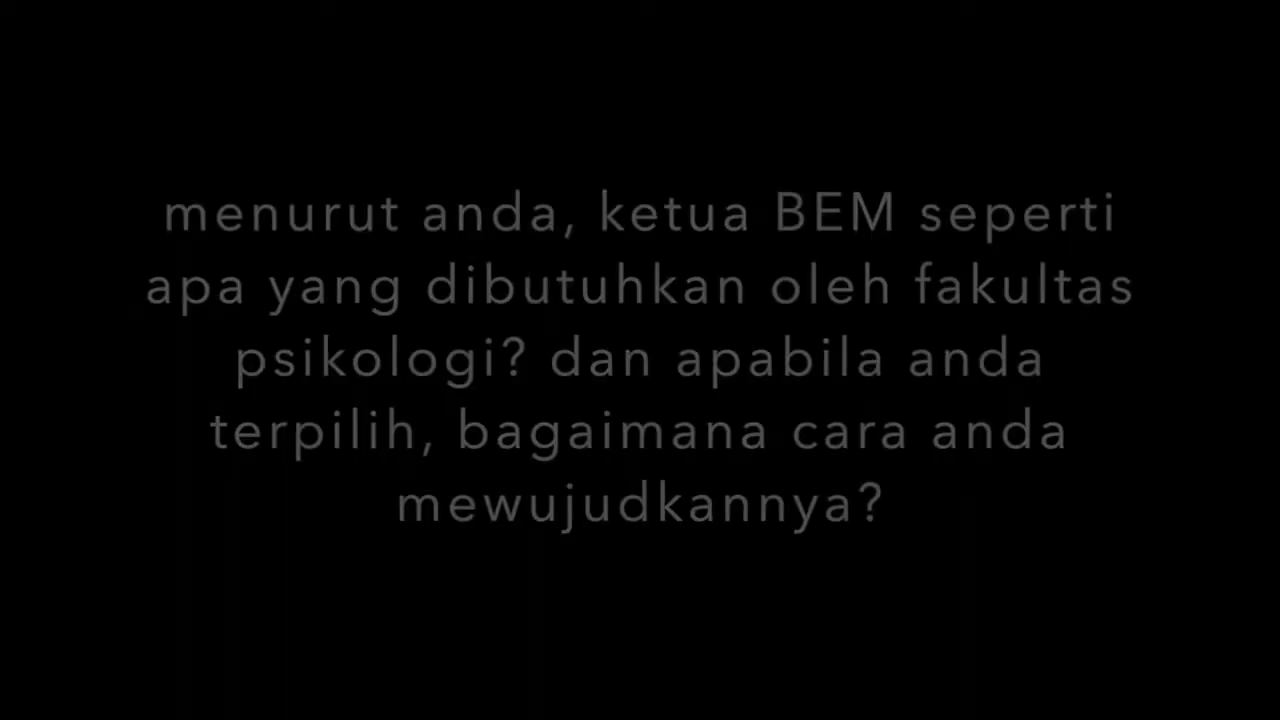 menurut anda, ketua BEM seperti
apa yang dibutuhkan oleh fakultas
psikologi? dan apabila anda
terpilih, bagaimana cara anda
mewujudkannya?